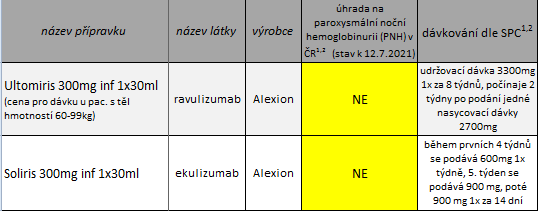 název přípravku
název látky
výrobce
úhrada na
paroxysmální noční
hemoglobinurii (PNH) v
ČR1,2 (stav k 12.7.2021)
dávkování dle SPC1,2
Ultomiris 300mg inf 1x30ml
(cena pro dávku u pac. s těl
hmotností 60-99kg)
ravulizumab
Alexion
NE
udržovací dávka 3300mg
1x za 8 týdnů, počínaje 2
týdny po podání jedné
nasycovací dávky
2700mg
Soliris 300mg inf 1x30ml
ekulizumab
Alexion
NE
během prvních 4 týdnů
se podává 600mg 1x
týdně, 5. týden se
podává 900 mg, poté
900 mg 1x za 14 dní